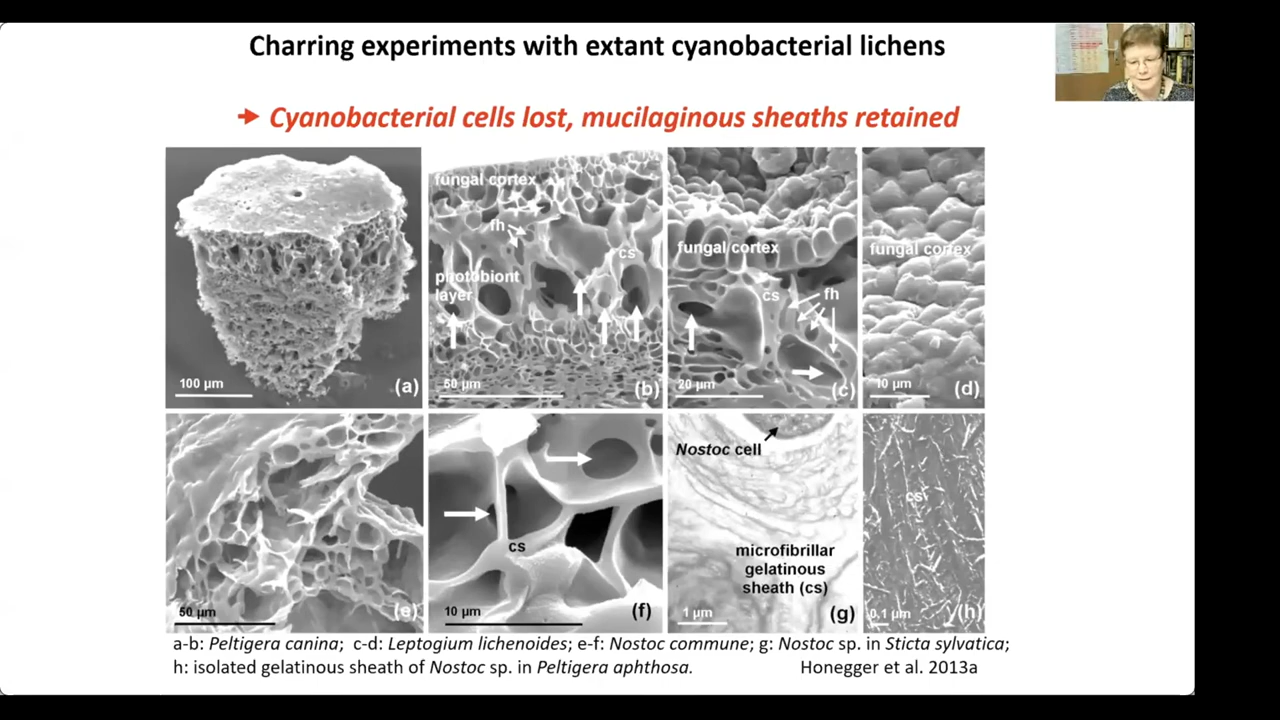 Charring experiments with extant cyanobacterial lichens
Cyanobacterial cells lost, mucilaginous sheaths retained
100 µm
(a)
fungal cortex
fh
cs
photobiont
layer
50 µm
(b)
fungal cortex
cs
fh
20 µm
(c)
fungal cortex
10 µm
(d)
50 µm
(e)
cs
10 µm
(f)
Nostoc cell
microfibrillar
gelatinous
sheath (cs)
1 µm
(g)
cs
0.1 µm
(h)
a-b: Peltigera canina; c-d: Leptogium lichenoides; e-f: Nostoc commune; g: Nostoc sp. in Sticta sylvatica;
h: isolated gelatinous sheath of Nostoc sp. in Peltigera aphthosa.
Honegger et al. 2013a